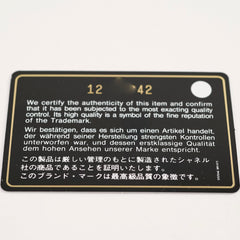 12 42
We certify the authenticity of this item and confirm
that it has been subjected to the most exacting quality
control. Its high quality is a symbol of the fine reputation
of the Trademark.
Wir bestätigen, dass es sich um einen Artikel handelt,
der während seiner Herstellung strengsten Kontrollen
unterworfen war, und dessen erstklassige Qualität
dem hohen Ansehen unserer Marke entspricht.
この製品は厳しい管理のもとに製造されたシャネル
社の商品であることを証明いたします。
このブランド・マークは最高級品質の象徴です。